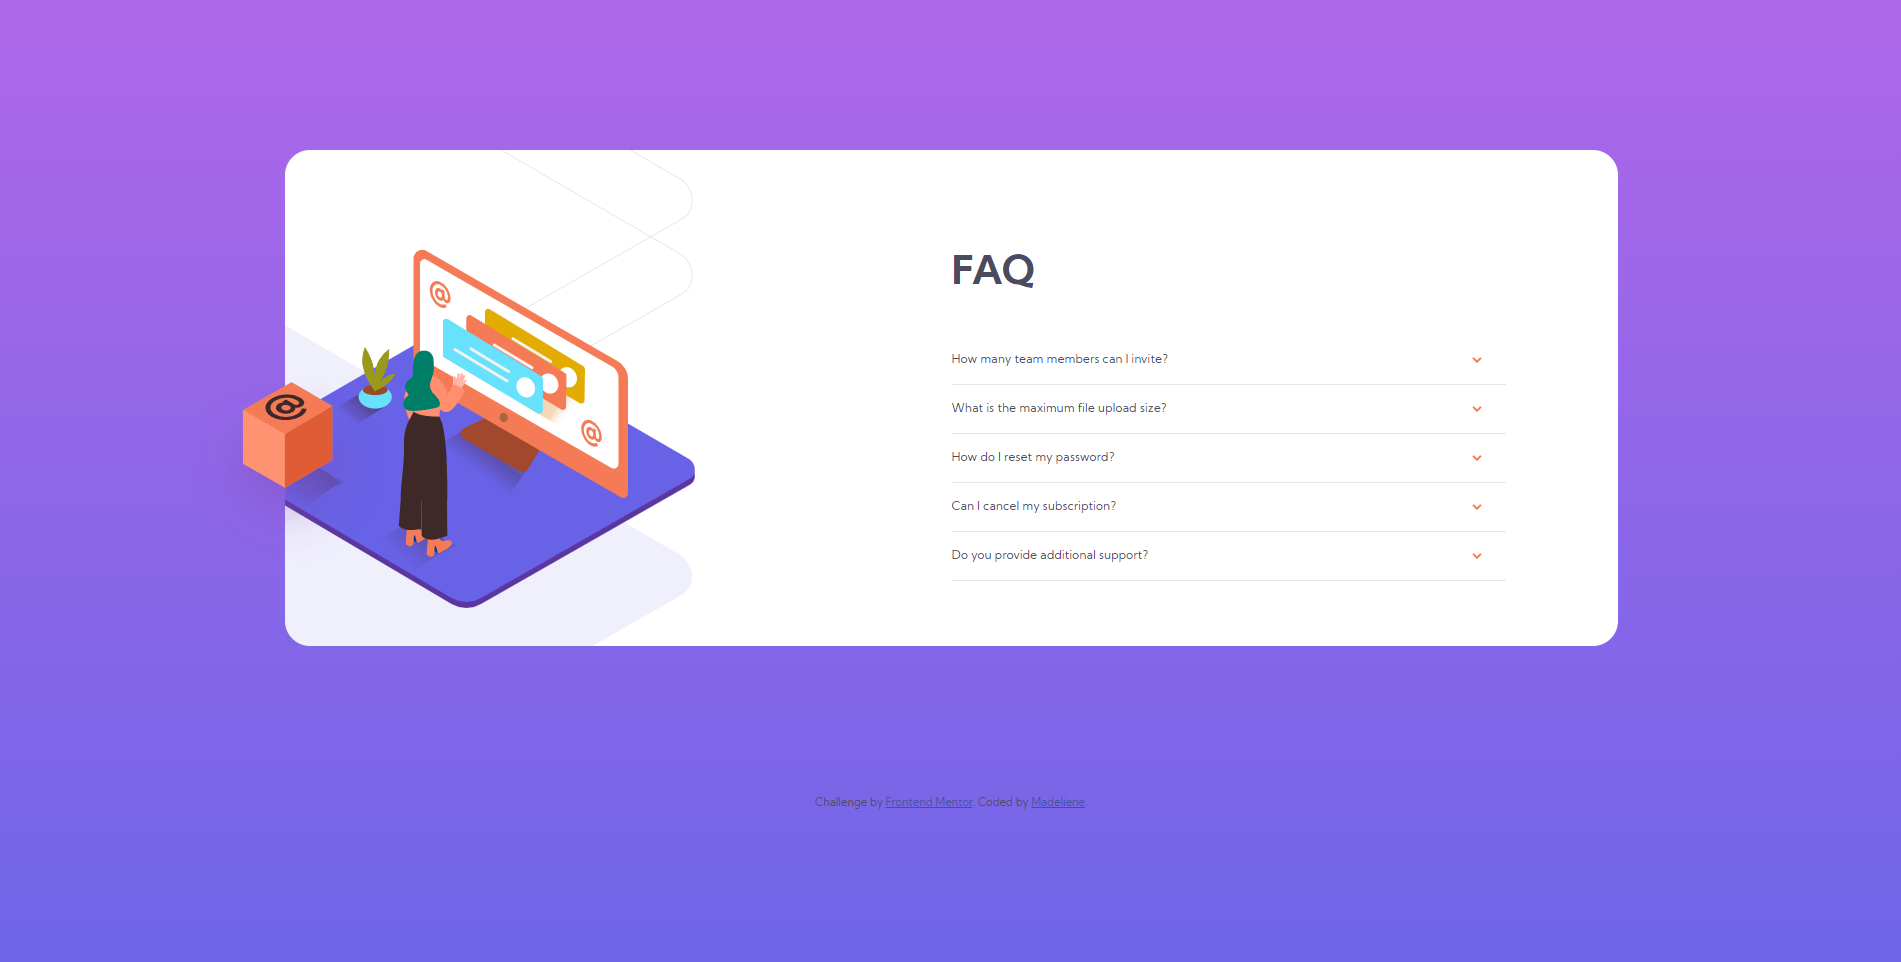 @
@
@
FAQ
How many team members can I invite?
What is the maximum file upload size?
How do I reset my password?
Can I cancel my subscription?
Do you provide additional support?
Challenge by Frontend Mentor. Coded by Madeliene.